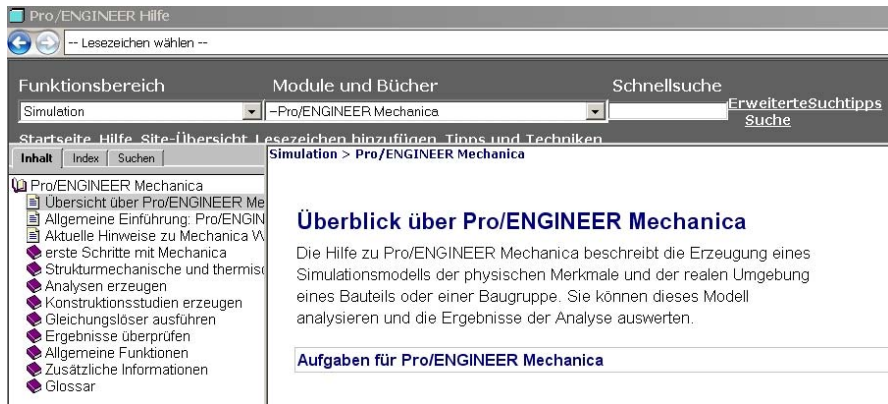 Pro/ENGINEER Hilfe
-- Lesezeichen wählen --
Funktionsbereich
Module und Bücher
Schnellsuche
Simulation
–Pro/ENGINEER Mechanica
Erweiterte Suche
Suchtipps
Startseite Hilfe Site-Übersicht Lesezeichen hinzufügen Tipps und Techniken
Inhalt Index Suchen
Pro/ENGINEER Mechanica
Übersicht über Pro/ENGINEER Me
Allgemeine Einführung: Pro/ENGIN
Aktuelle Hinweise zu Mechanica
erste Schritte mit Mechanica
Strukturmechanische und thermis
Analysen erzeugen
Konstruktionsstudien erzeugen
Gleichungslöser ausführen
Ergebnisse überprüfen
Allgemeine Funktionen
Zusätzliche Informationen
Glossar
Simulation > Pro/ENGINEER Mechanica
Überblick über Pro/ENGINEER Mechanica
Die Hilfe zu Pro/ENGINEER Mechanica beschreibt die Erzeugung eines
Simulationsmodells der physischen Merkmale und der realen Umgebung
eines Bauteils oder einer Baugruppe. Sie können dieses Modell
analysieren und die Ergebnisse der Analyse auswerten.
Aufgaben für Pro/ENGINEER Mechanica